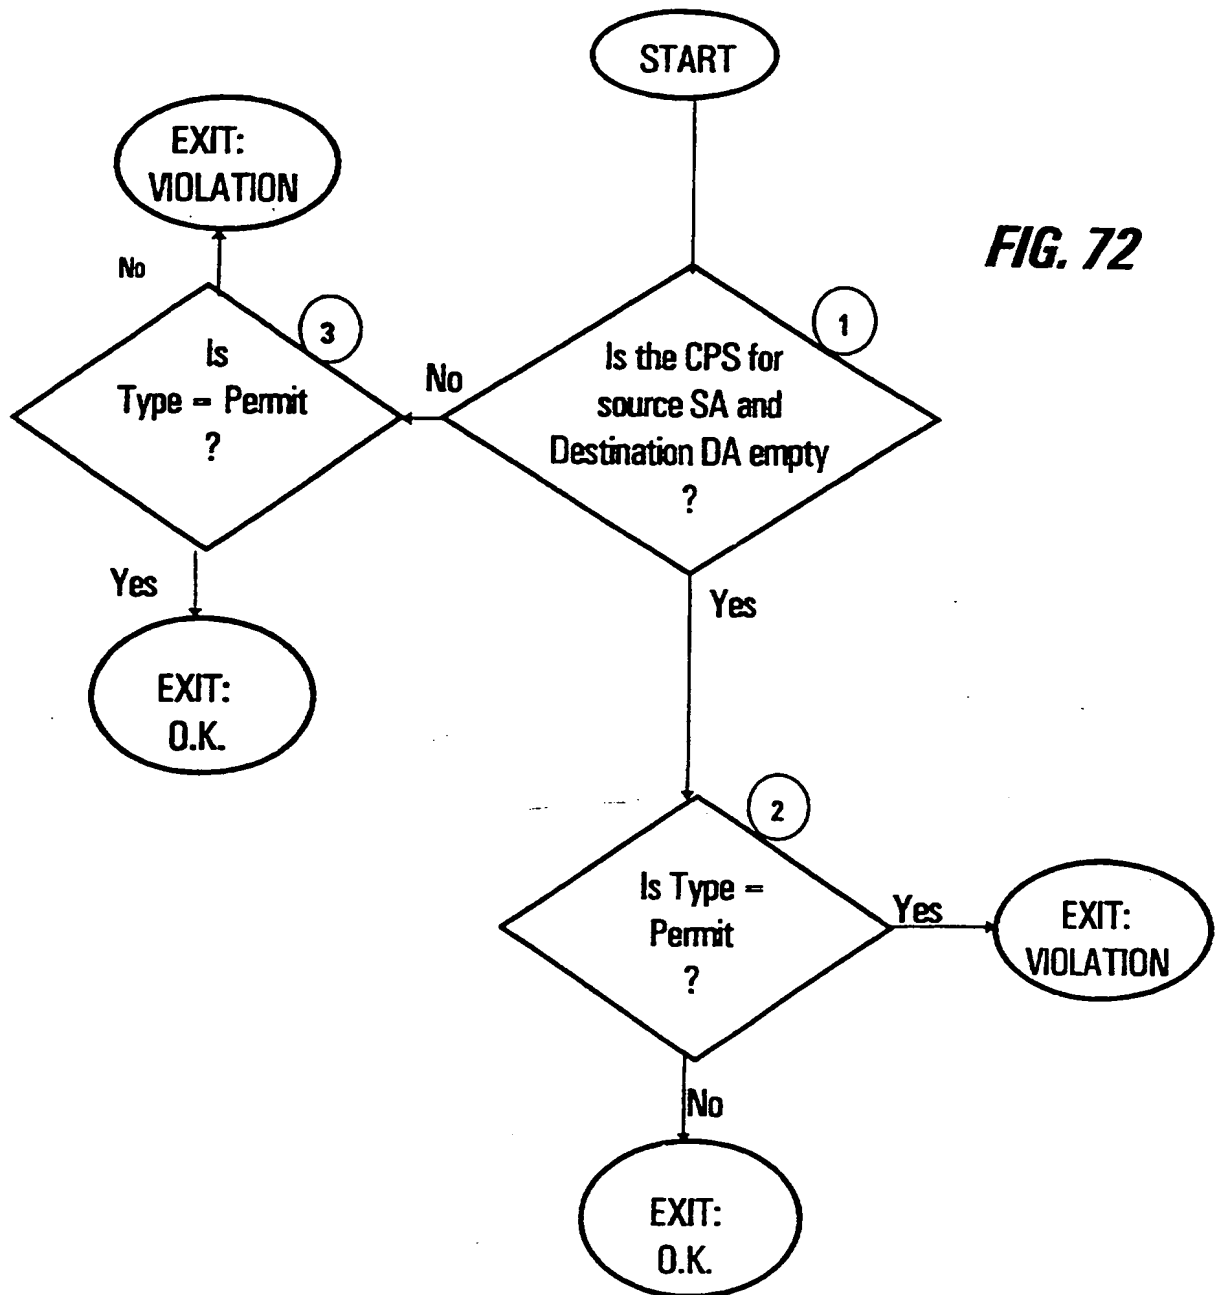 START
EXIT:
VIOLATION
FIG. 72
No
3
Is
Type = Permit
?
No
1
Is the CPS for
source SA and
Destination DA empty
?
Yes
EXIT:
O.K.
Yes
2
Is Type =
Permit
?
Yes
EXIT:
VIOLATION
No
EXIT:
O.K.